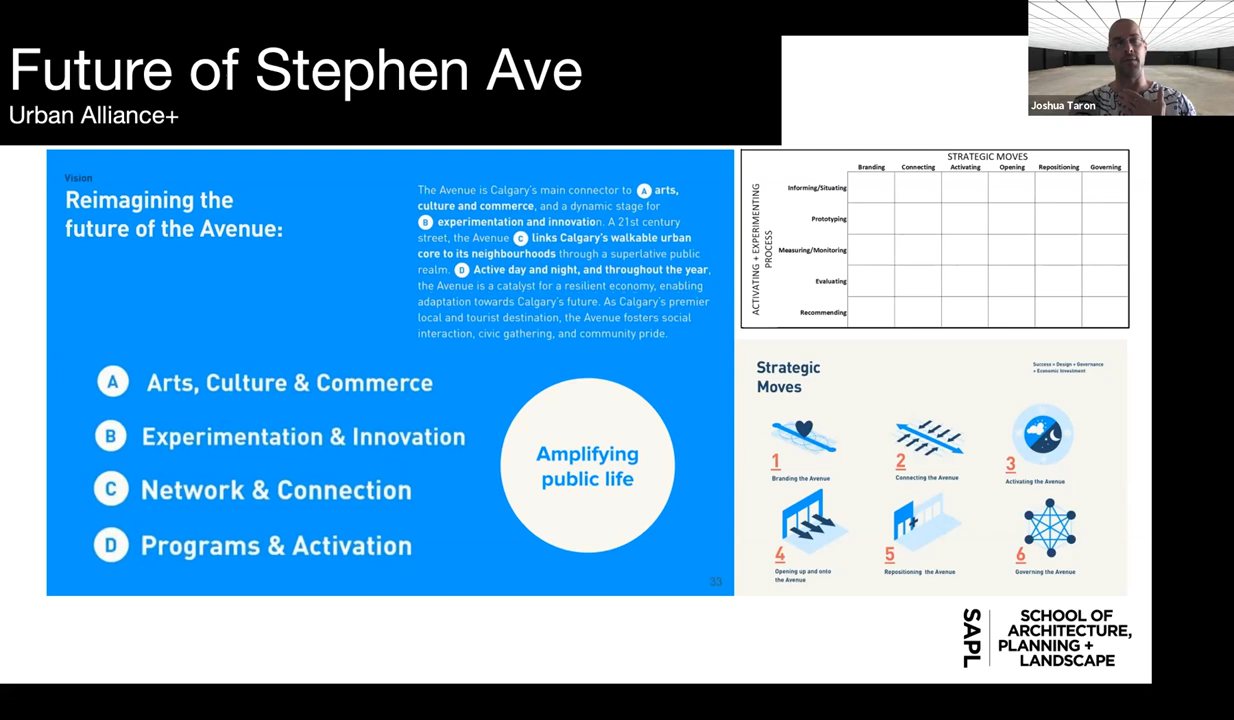 Future of Stephen Ave
Urban Alliance+
Joshua Taron
Vision
Reimagining the
future of the Avenue:
The Avenue is Calgary's main connector to A arts,
culture and commerce, and a dynamic stage for
B experimentation and innovation. A 21st century
street, the Avenue C links Calgary's walkable urban
core to its neighbourhoods through a superlative public
realm. D Active day and night, and throughout the year,
the Avenue is a catalyst for a resilient economy, enabling
adaptation towards Calgary's future. As Calgary's premier
local and tourist destination, the Avenue fosters social
interaction, civic gathering, and community pride.
A Arts, Culture & Commerce
B Experimentation & Innovation
C Network & Connection
D Programs & Activation
Amplifying
public life
33
STRATEGIC MOVES
Branding Connecting Activating Opening Repositioning Governing
ACTIVATING + EXPERIMENTING
PROCESS
Informing/Situating
Prototyping
Measuring/Monitoring
Evaluating
Recommending
Strategic
Moves
Success = Design + Governance
+ Economic Investment
1
Branding the Avenue
2
Connecting the Avenue
3
Activating the Avenue
4
Opening up and onto
the Avenue
5
Repositioning the Avenue
6
Governing the Avenue
SAPL
SCHOOL OF
ARCHITECTURE,
PLANNING +
LANDSCAPE